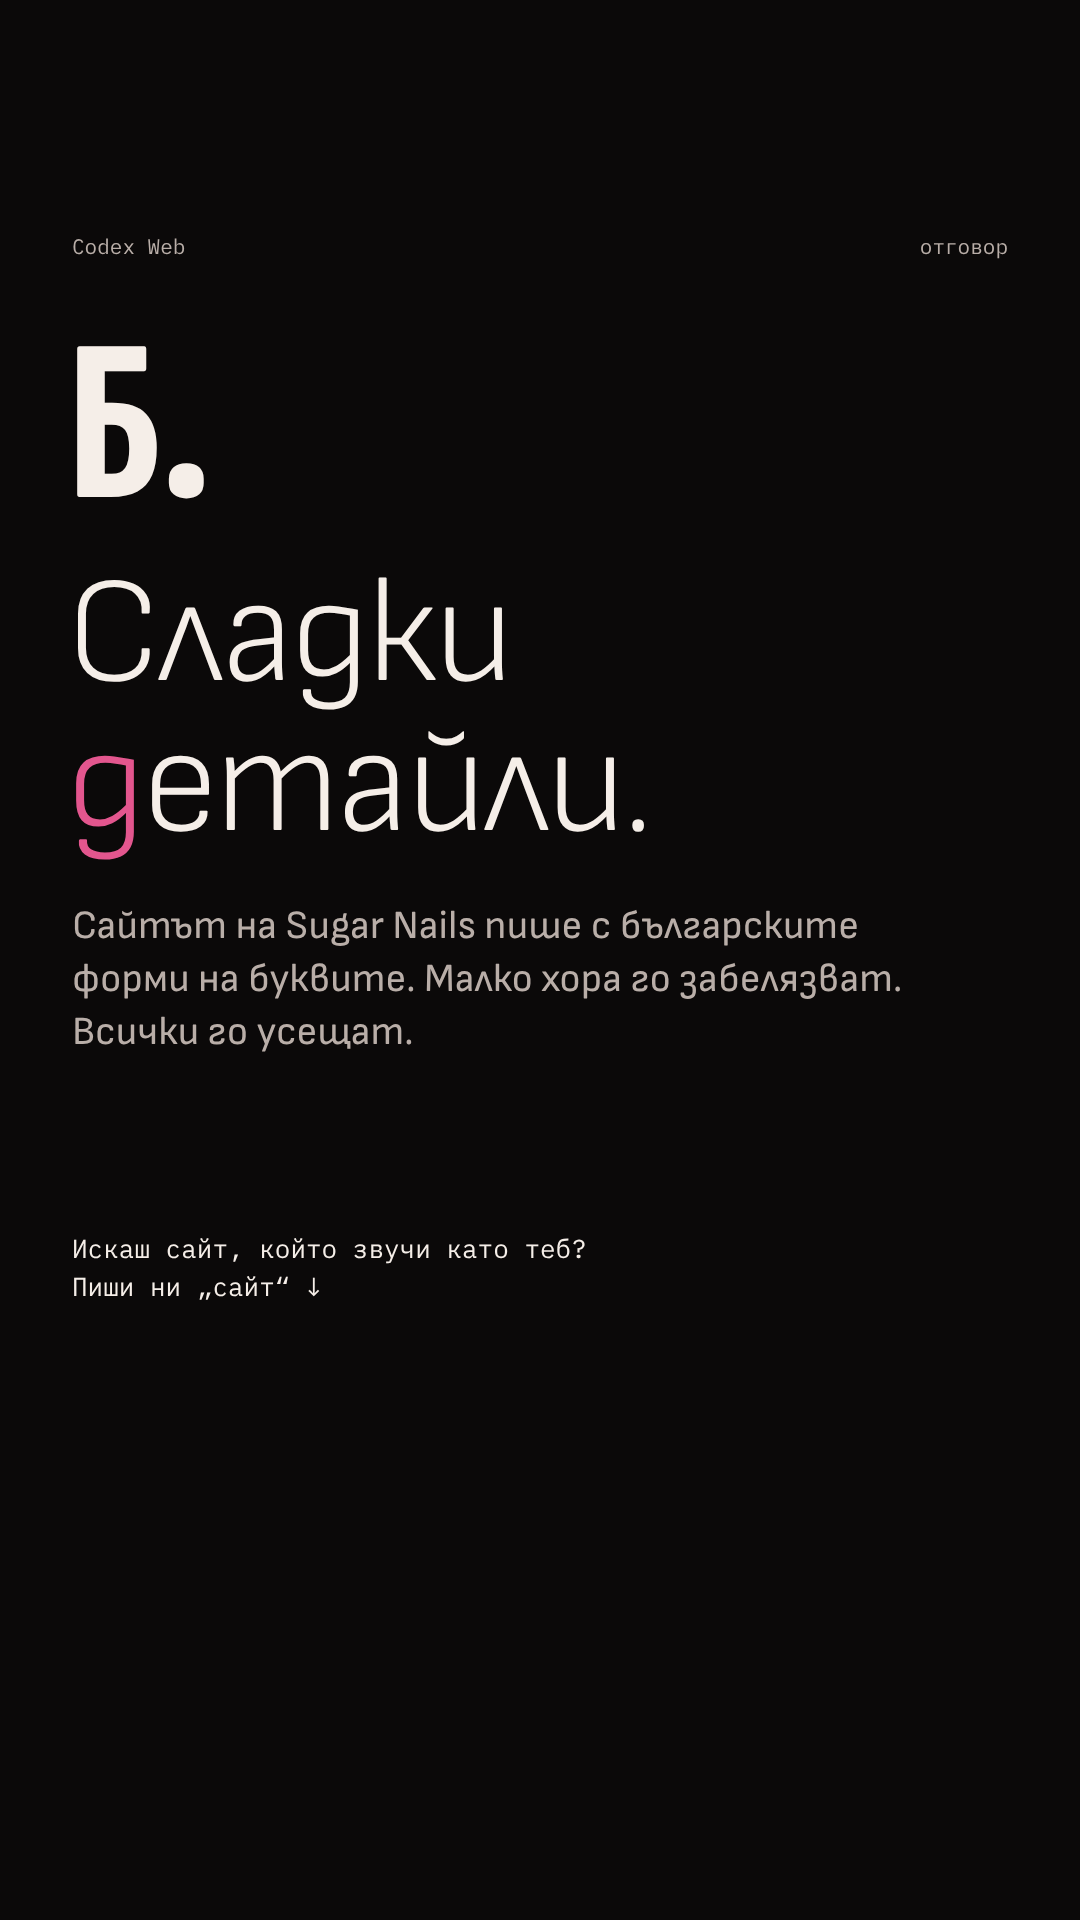 Codex Web
отговор
Б.
Сладки
детайли.
Сайтът на Sugar Nails пише с българските
форми на буквите. Малко хора го забелязват.
Всички го усещат.
Искаш сайт, който звучи като теб?
Пиши ни „сайт“ ↓